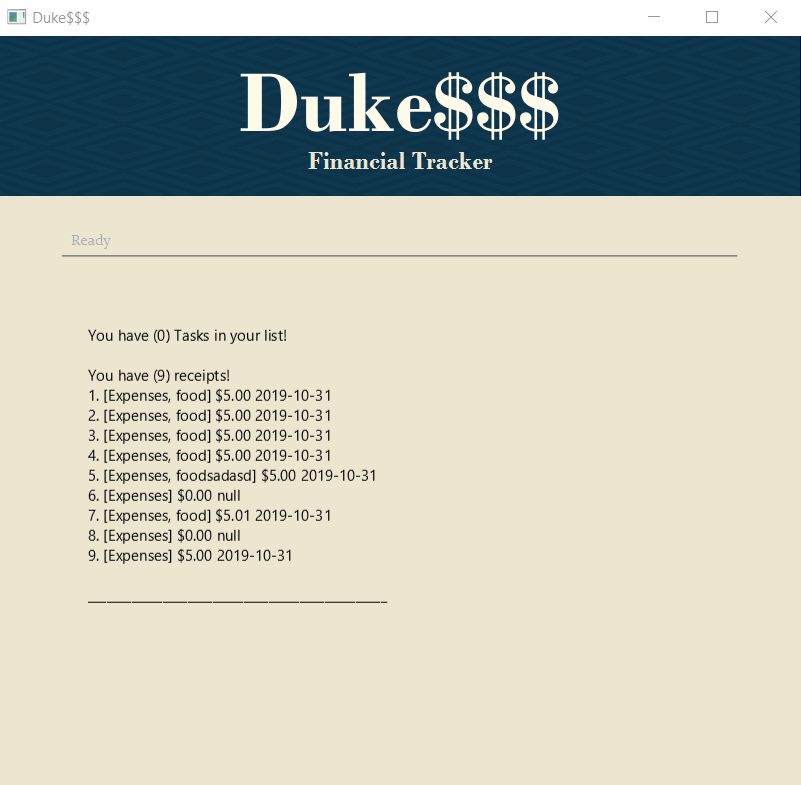 Duke$$$
Duke$$$
Financial Tracker
Ready
You have (0) Tasks in your list!
You have (9) receipts!
1. [Expenses, food] $5.00 2019-10-31
2. [Expenses, food] $5.00 2019-10-31
3. [Expenses, food] $5.00 2019-10-31
4. [Expenses, food] $5.00 2019-10-31
5. [Expenses, foodsadasd] $5.00 2019-10-31
6. [Expenses] $0.00 null
7. [Expenses, food] $5.01 2019-10-31
8. [Expenses] $0.00 null
9. [Expenses] $5.00 2019-10-31